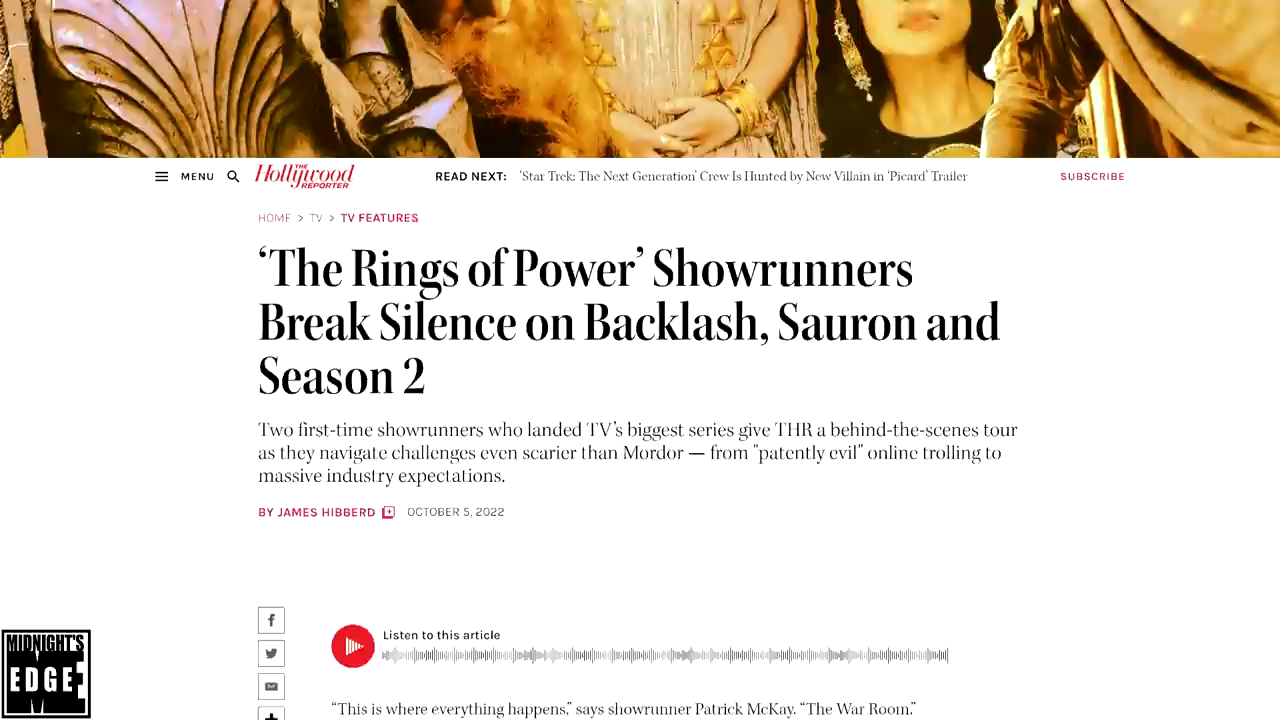 MENU
THE
Hollywood
REPORTER
READ NEXT: ‘Star Trek: The Next Generation’ Crew Is Hunted by New Villain in ‘Picard’ Trailer
SUBSCRIBE
HOME > TV > TV FEATURES
‘The Rings of Power’ Showrunners
Break Silence on Backlash, Sauron and
Season 2
Two first-time showrunners who landed TV’s biggest series give THR a behind-the-scenes tour
as they navigate challenges even scarier than Mordor — from "patently evil" online trolling to
massive industry expectations.
BY JAMES HIBBERD
OCTOBER 5, 2022
Listen to this article
“This is where everything happens,” says showrunner Patrick McKay. “The War Room.”
MIDNIGHT'S
EDGE